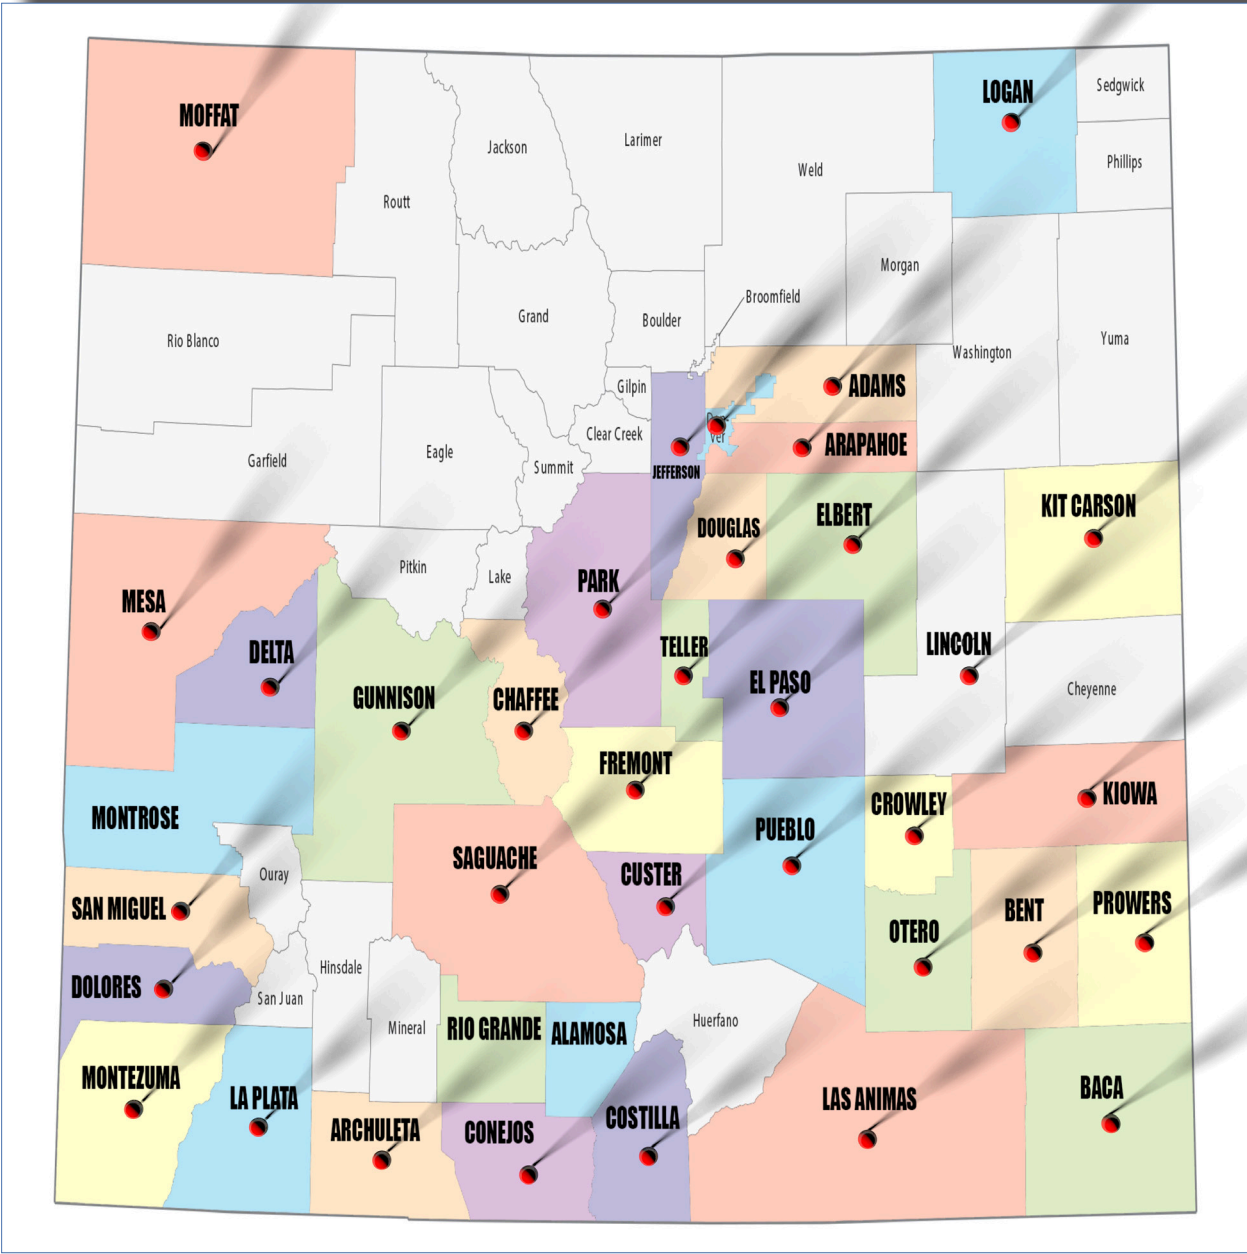 MOFFAT
LOGAN
Sedgwick
Jackson
Larimer
Weld
Phillips
Routt
Morgan
Broomfield
Grand
Boulder
Rio Blanco
Washington
Yuma
Gilpin
ADAMS
Clear Creek
Den-
ver
ARAPAHOE
Garfield
Eagle
Summit
JEFFERSON
KIT CARSON
ELBERT
DOUGLAS
Pitkin
Lake
PARK
MESA
DELTA
TELLER
LINCOLN
GUNNISON
CHAFFEE
EL PASO
Cheyenne
FREMONT
KIOWA
MONTROSE
CROWLEY
PUEBLO
SAGUACHE
CUSTER
Ouray
SAN MIGUEL
BENT
PROWERS
OTERO
DOLORES
Hinsdale
San Juan
Mineral
RIO GRANDE
ALAMOSA
Huerfano
MONTEZUMA
LA PLATA
LAS ANIMAS
BACA
ARCHULETA
CONEJOS
COSTILLA